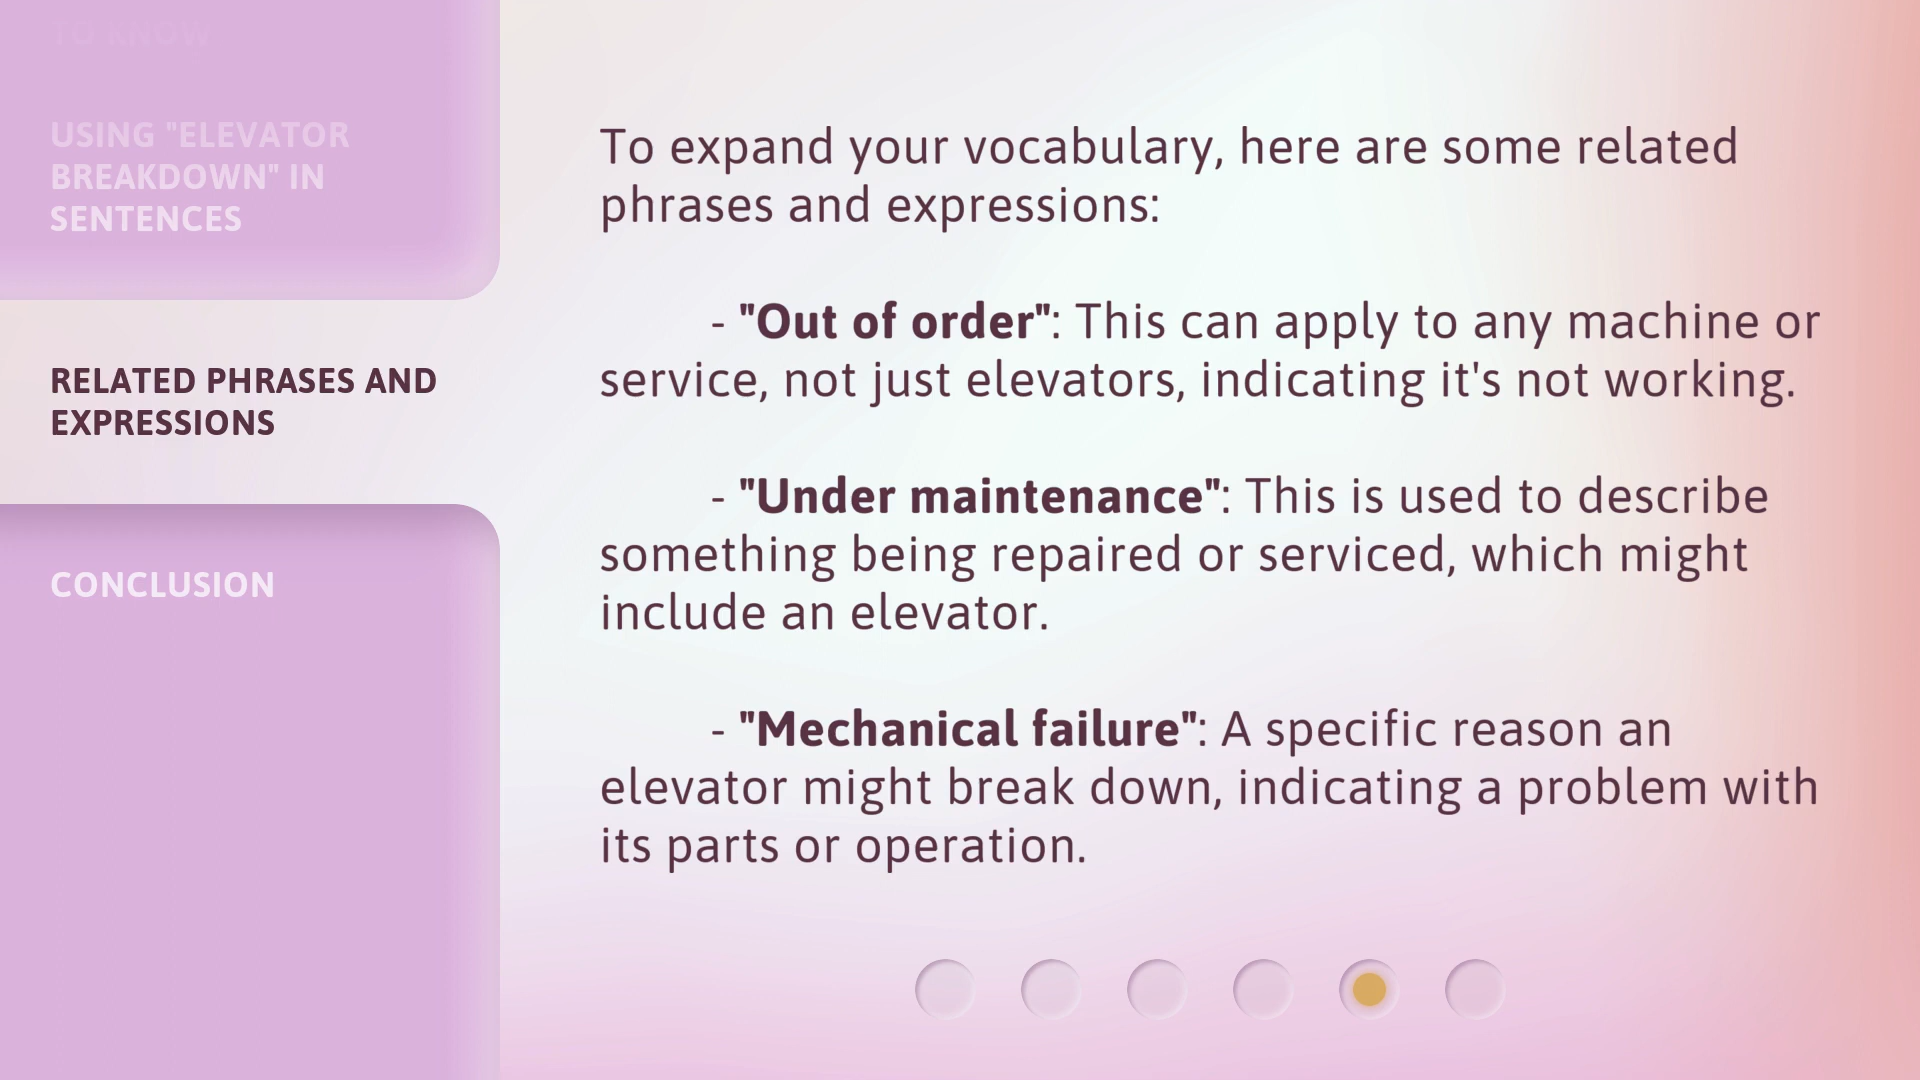 TO KNOW
USING "ELEVATOR
BREAKDOWN" IN
SENTENCES
RELATED PHRASES AND
EXPRESSIONS
CONCLUSION
To expand your vocabulary, here are some related
phrases and expressions:
- "Out of order": This can apply to any machine or
service, not just elevators, indicating it's not working.
- "Under maintenance": This is used to describe
something being repaired or serviced, which might
include an elevator.
- "Mechanical failure": A specific reason an
elevator might break down, indicating a problem with
its parts or operation.